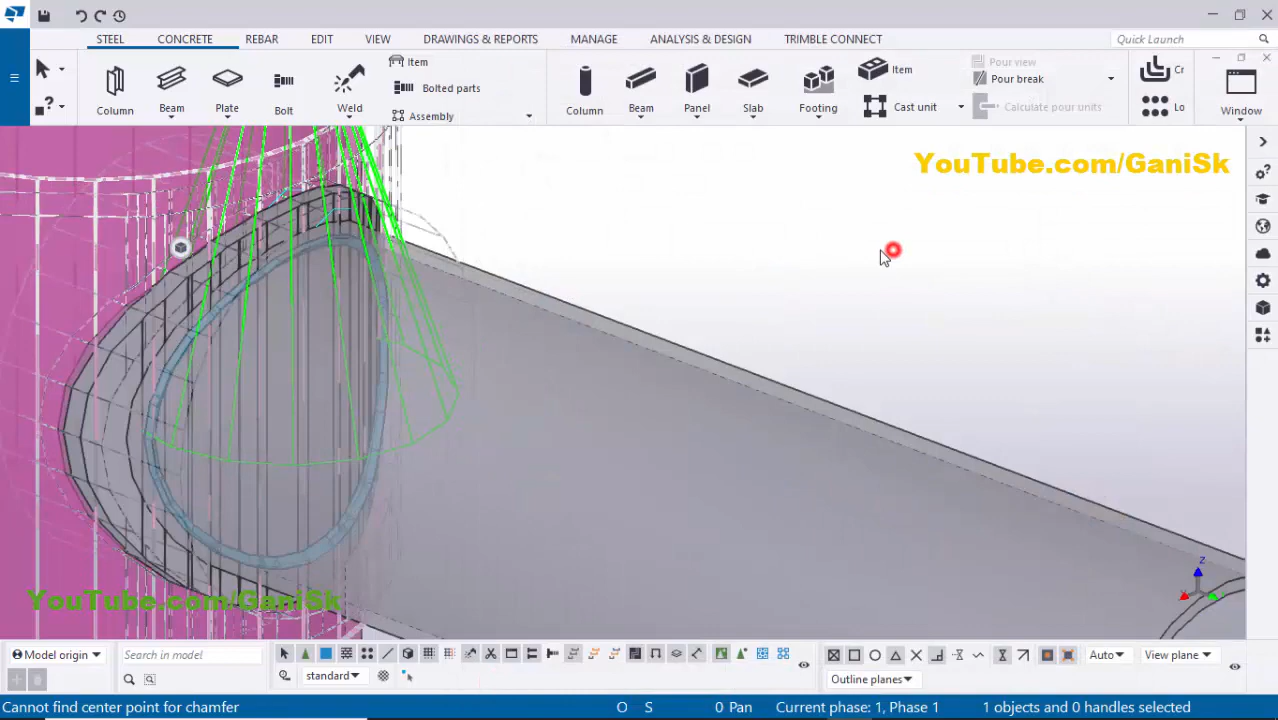 STEEL CONCRETE REBAR EDIT VIEW DRAWINGS & REPORTS MANAGE ANALYSIS & DESIGN TRIMBLE CONNECT Quick Launch
Item Item Pour view Cr
Bolted parts Pour break
Column Beam Plate Bolt Weld Assembly Column Beam Panel Slab Footing Cast unit Calculate pour units Lo Window
YouTube.com/GaniSk
Z
YouTube.com/GaniSk
Model origin Search in model Auto View plane
standard Outline planes
Cannot find center point for chamfer O S 0 Pan Current phase: 1, Phase 1 1 objects and 0 handles selected